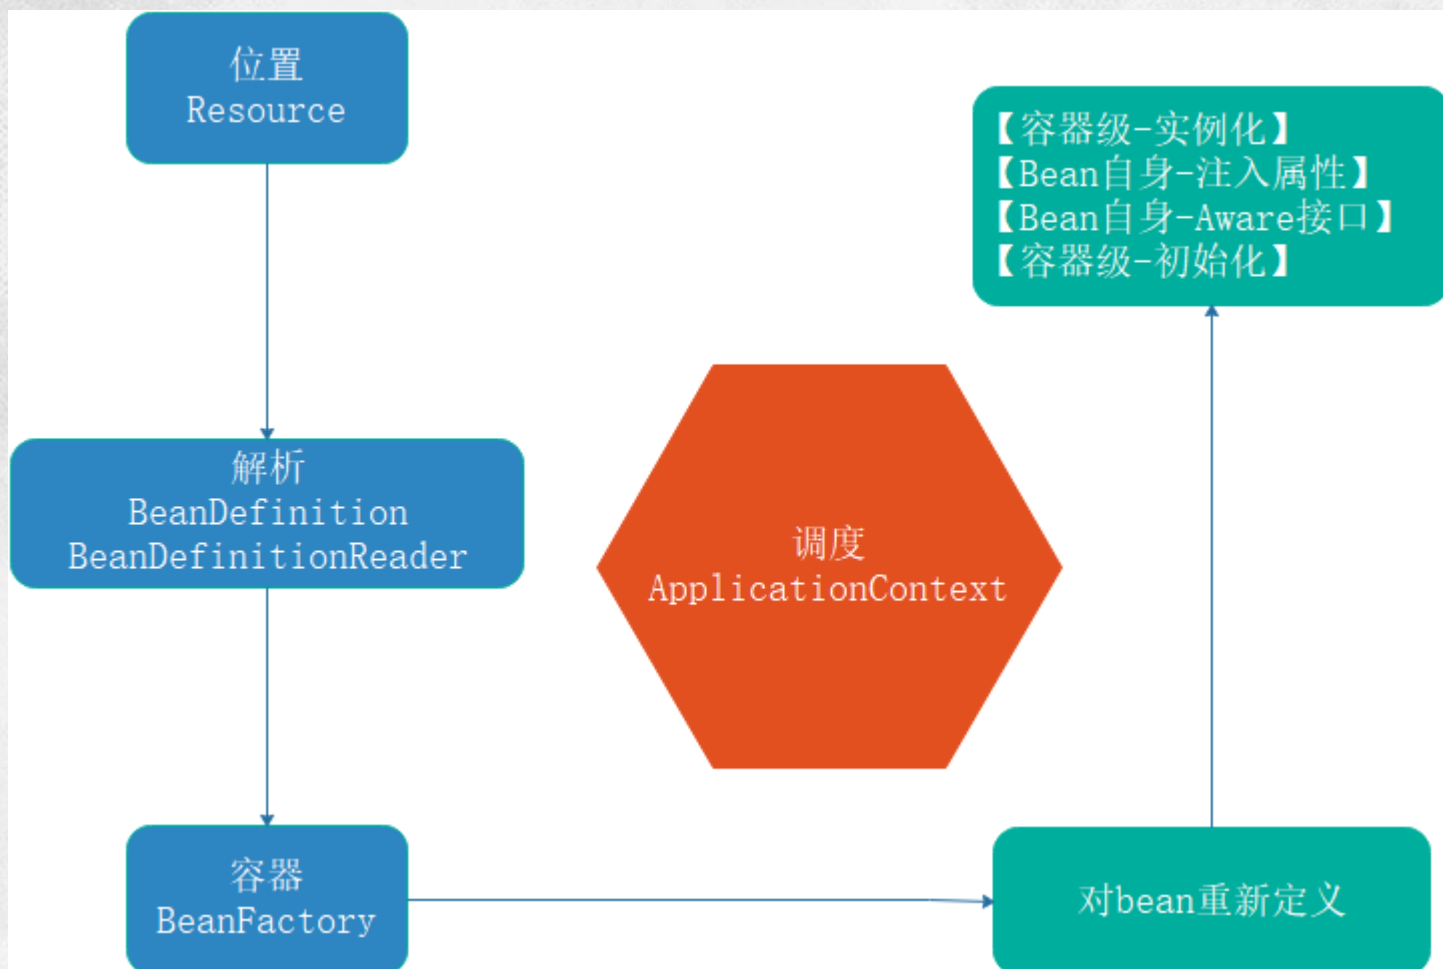 位置
Resource
解析
BeanDefinition
BeanDefinitionReader
容器
BeanFactory
对bean重新定义
【容器级-实例化】
【Bean自身-注入属性】
【Bean自身-Aware接口】
【容器级-初始化】
调度
ApplicationContext